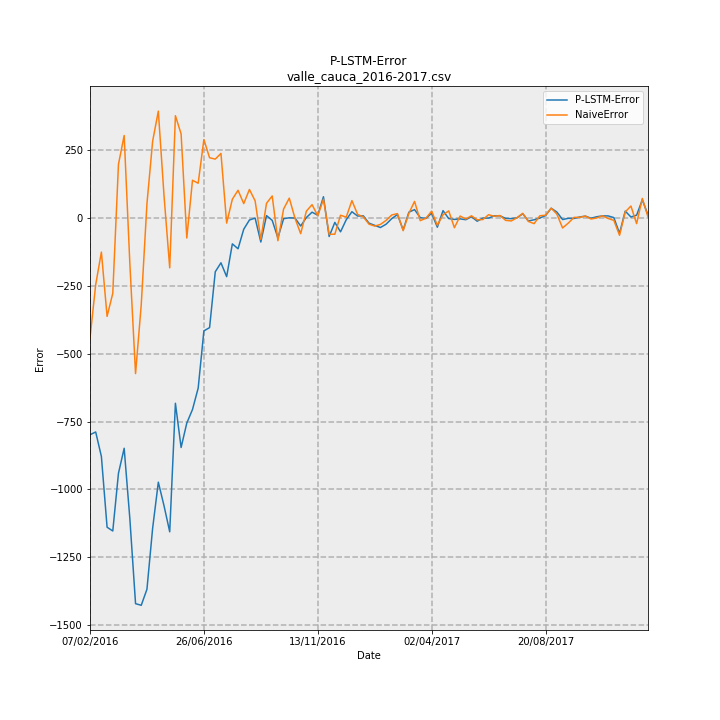 P-LSTM-Error
valle_cauca_2016-2017.csv
P-LSTM-Error
NaiveError
250
0
−250
−500
−750
−1000
−1250
−1500
Error
07/02/2016 26/06/2016 13/11/2016 02/04/2017 20/08/2017
Date